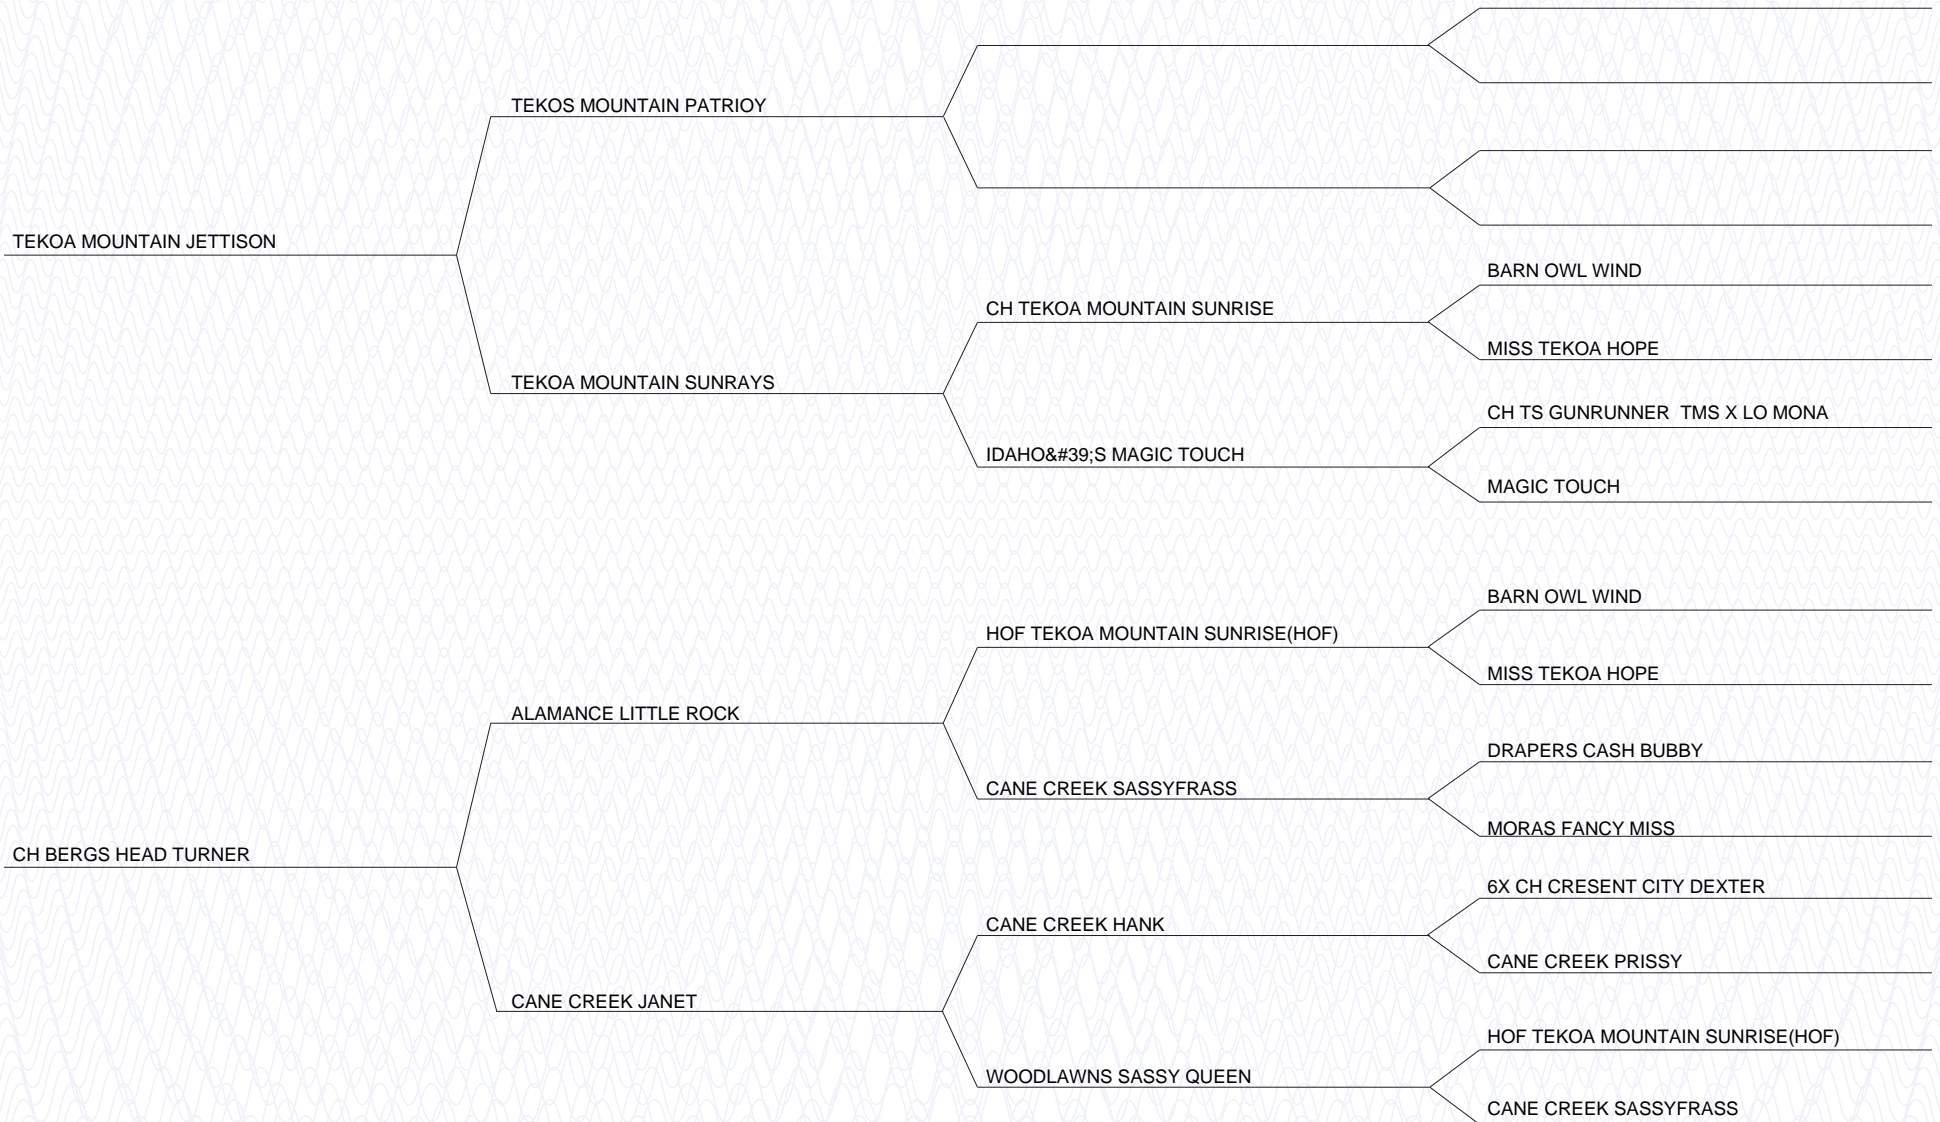 TEKOS MOUNTAIN PATRIOY
TEKOA MOUNTAIN JETTISON
BARN OWL WIND
CH TEKOA MOUNTAIN SUNRISE
MISS TEKOA HOPE
TEKOA MOUNTAIN SUNRAYS
CH TS GUNRUNNER  TMS X LO MONA
IDAHO&#39;S MAGIC TOUCH
MAGIC TOUCH
BARN OWL WIND
HOF TEKOA MOUNTAIN SUNRISE(HOF)
MISS TEKOA HOPE
ALAMANCE LITTLE ROCK
DRAPERS CASH BUBBY
CANE CREEK SASSYFRASS
MORAS FANCY MISS
CH BERGS HEAD TURNER
6X CH CRESENT CITY DEXTER
CANE CREEK HANK
CANE CREEK PRISSY
CANE CREEK JANET
HOF TEKOA MOUNTAIN SUNRISE(HOF)
WOODLAWNS SASSY QUEEN
CANE CREEK SASSYFRASS